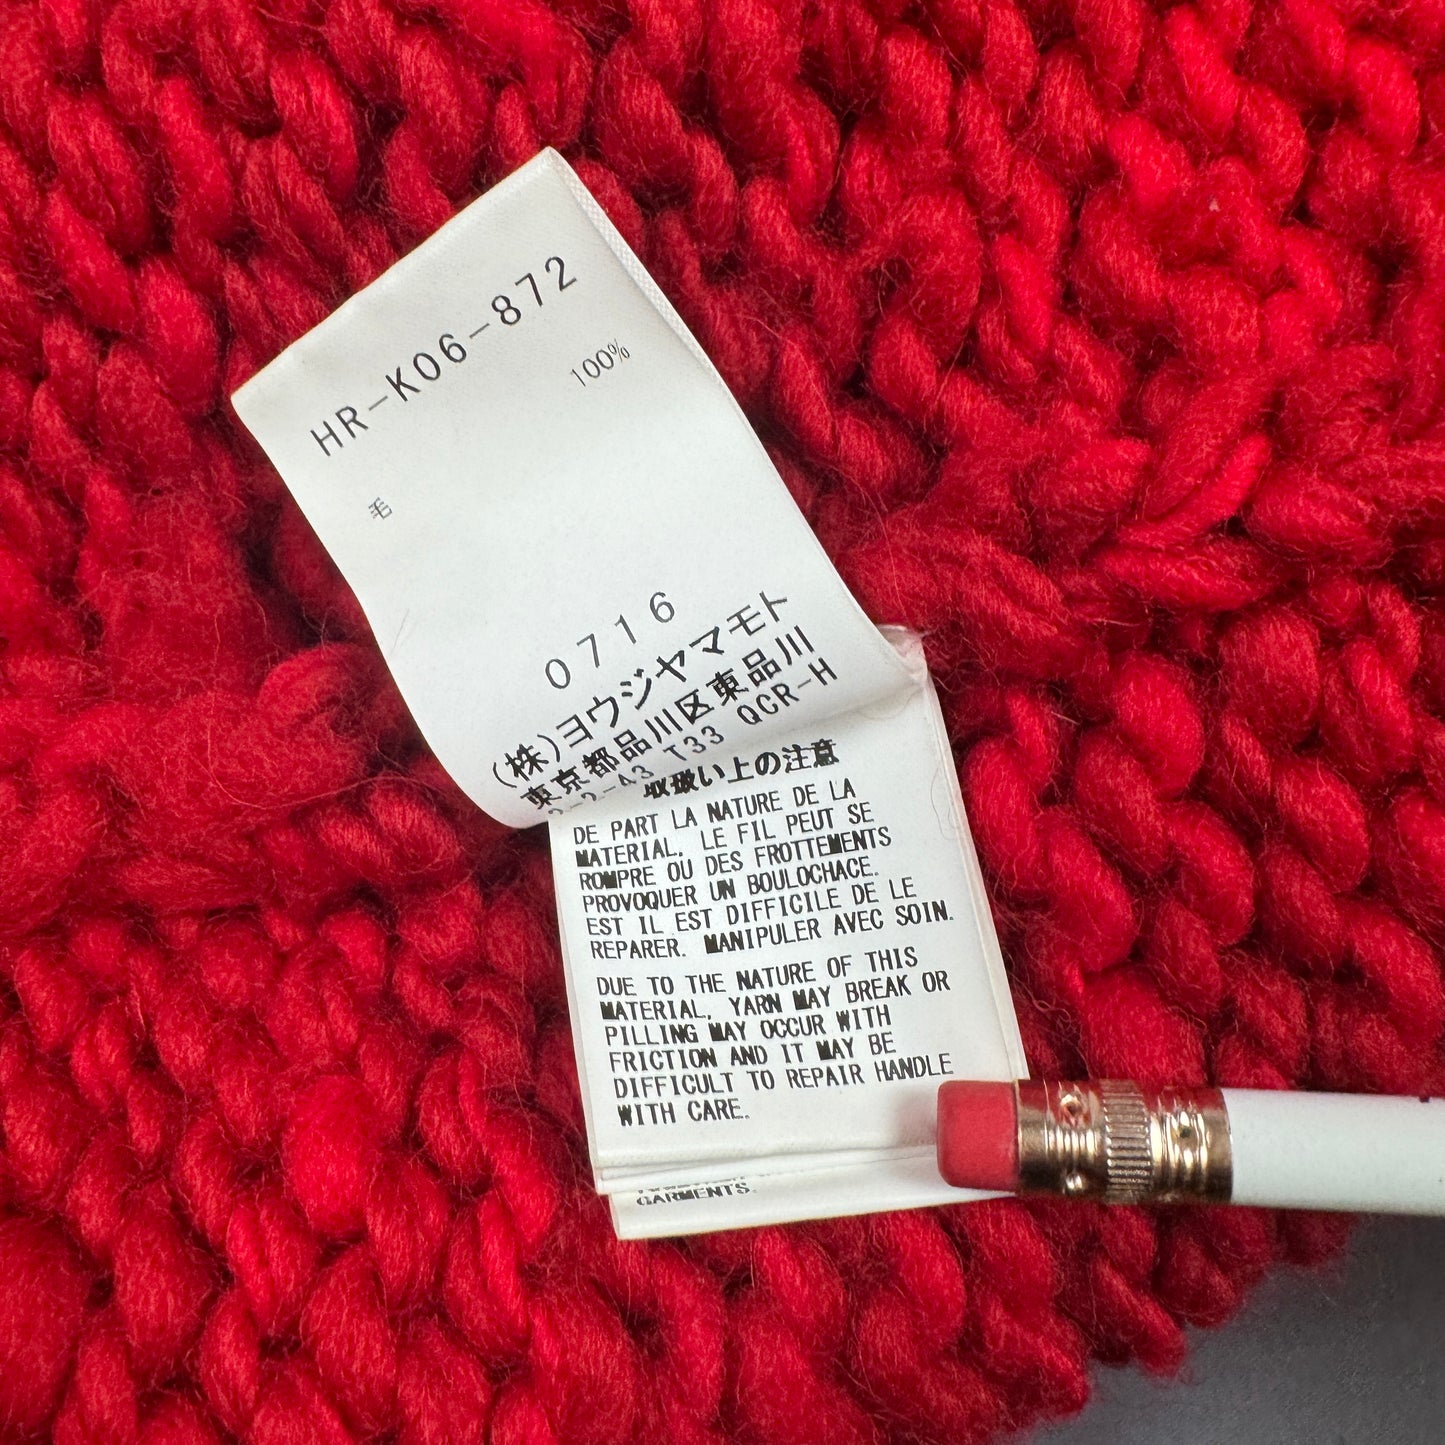 HR-K06-872
毛 100%
0716
(株)ヨウジヤマモト
東京都品川区東品川
2-2-43 T33 QCR-H
取扱い上の注意
DE PART LA NATURE DE LA
MATERIAL, LE FIL PEUT SE
ROMPRE OU DES FROTTEMENTS
PROVOQUER UN BOULOCHACE.
EST IL EST DIFFICILE DE LE
REPARER. MANIPULER AVEC SOIN.
DUE TO THE NATURE OF THIS
MATERIAL, YARN MAY BREAK OR
PILLING MAY OCCUR WITH
FRICTION AND IT MAY BE
DIFFICULT TO REPAIR HANDLE
WITH CARE.
GARMENTS.